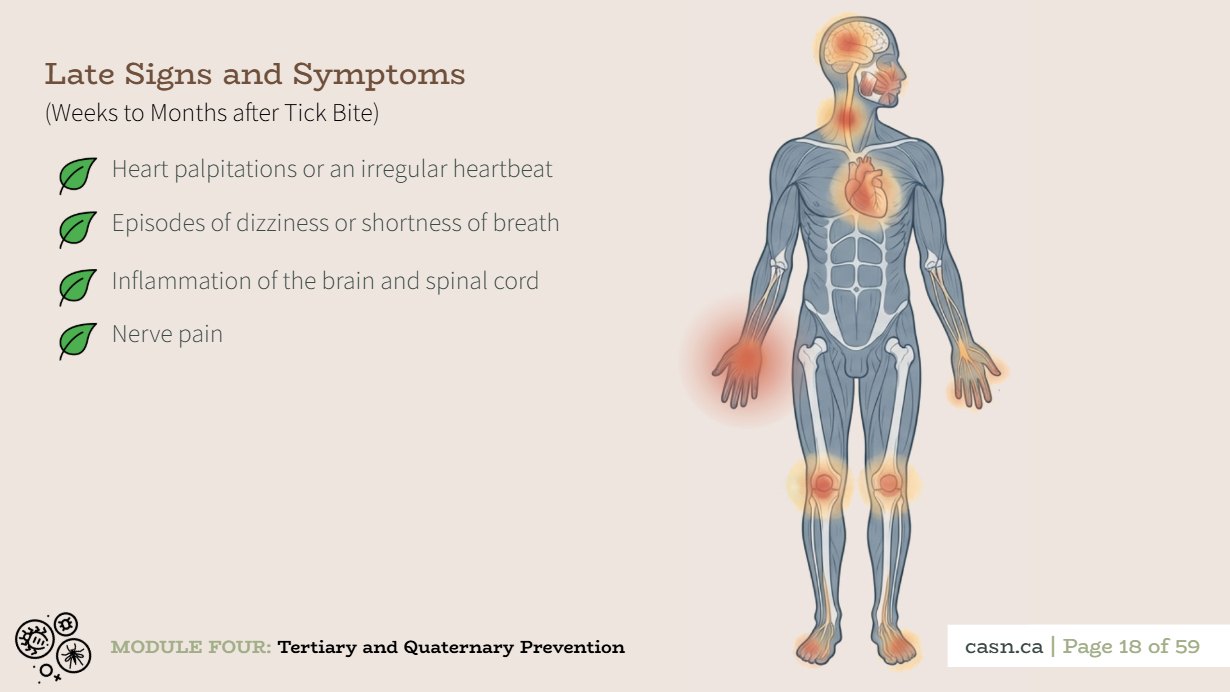 Late Signs and Symptoms
(Weeks to Months after Tick Bite)
Heart palpitations or an irregular heartbeat
Episodes of dizziness or shortness of breath
Inflammation of the brain and spinal cord
Nerve pain
MODULE FOUR: Tertiary and Quaternary Prevention
casn.ca | Page 18 of 59